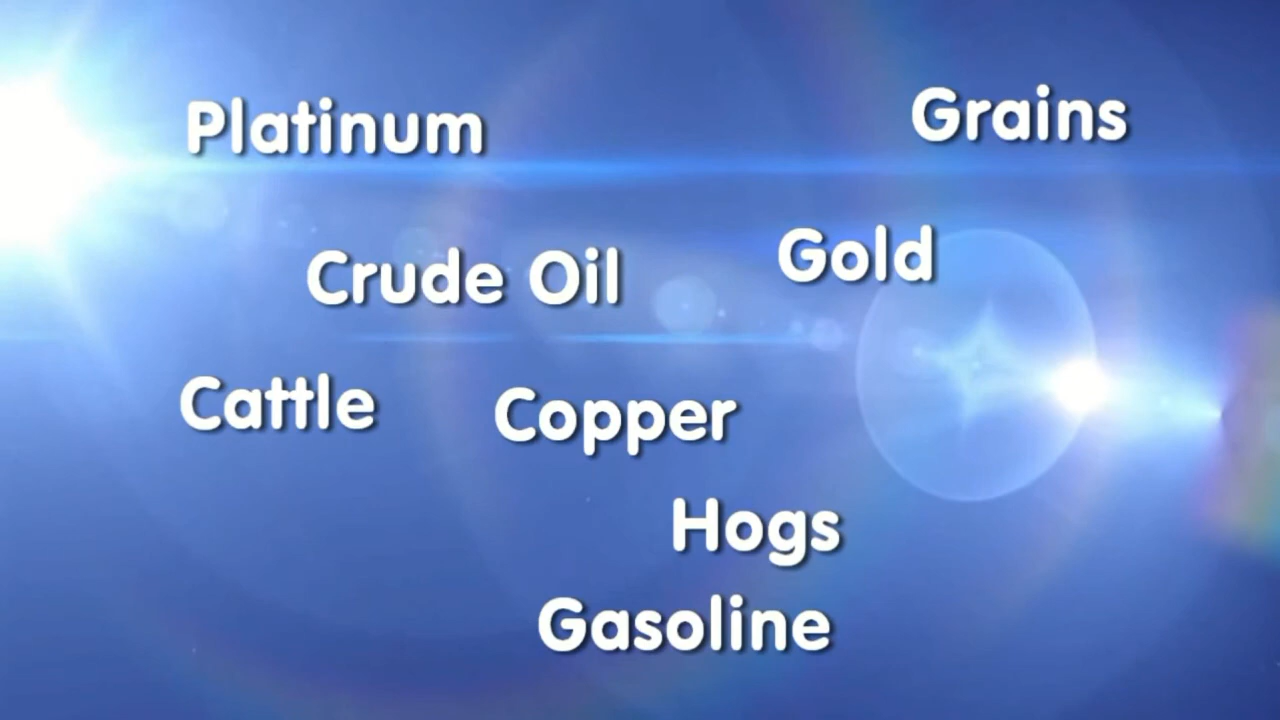 Platinum
Grains
Crude Oil
Gold
Cattle
Copper
Hogs
Gasoline